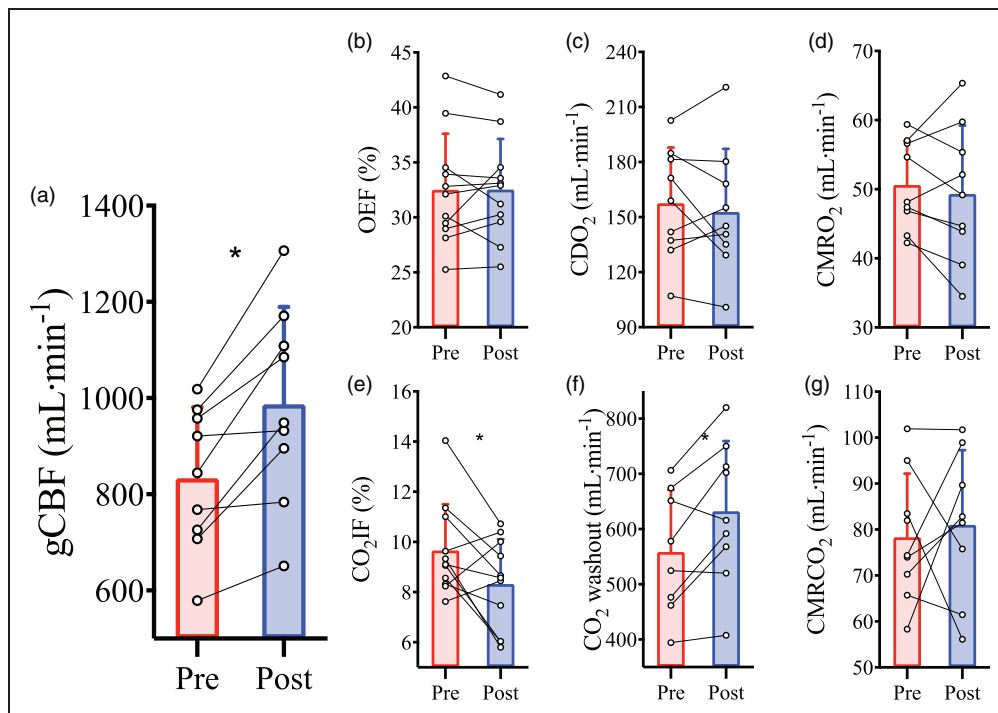 (a)
gCBF (mL·min⁻¹)
1400
1200
1000
800
600
*
Pre Post
(b)
OEF (%)
45
40
35
30
25
20
Pre Post
(c)
CDO₂ (mL·min⁻¹)
240
210
180
150
120
90
Pre Post
(d)
CMRO₂ (mL·min⁻¹)
70
60
50
40
30
Pre Post
(e)
CO₂IF (%)
16
14
12
10
8
6
*
Pre Post
(f)
CO₂ washout (mL·min⁻¹)
800
700
600
500
400
*
Pre Post
(g)
CMRCO₂ (mL·min⁻¹)
110
100
90
80
70
60
50
Pre Post